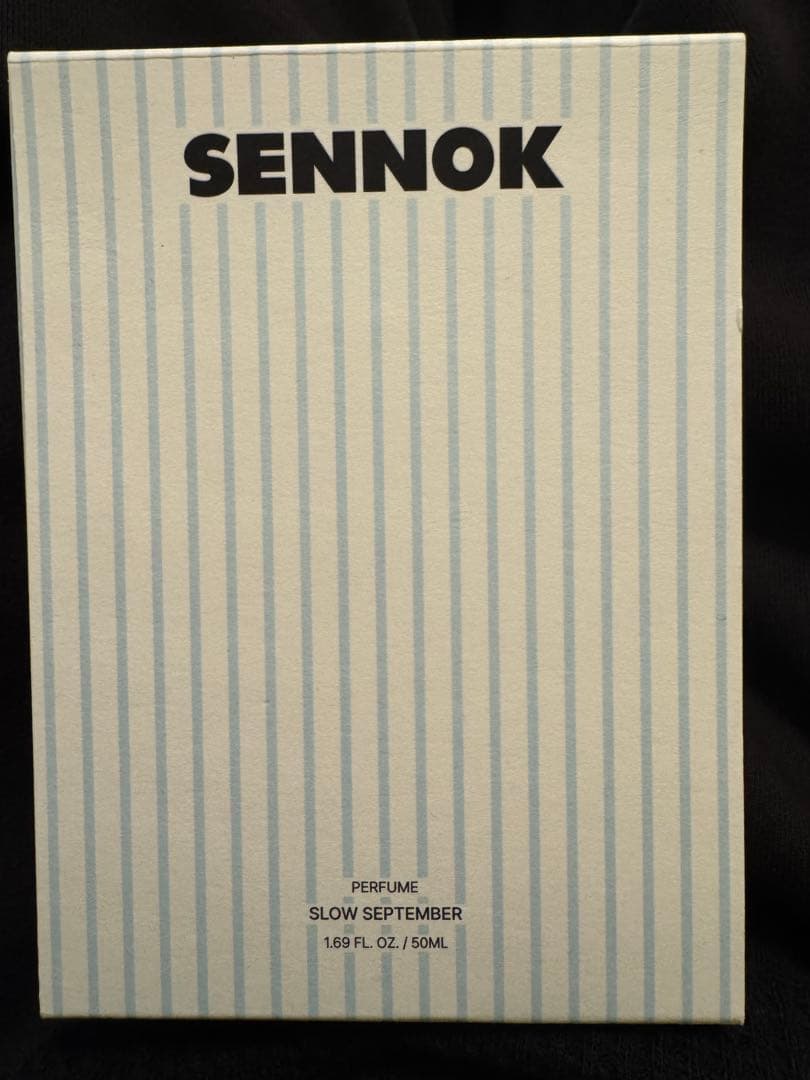 SENNOK
PERFUME
SLOW SEPTEMBER
1.69 FL. OZ. / 50ML